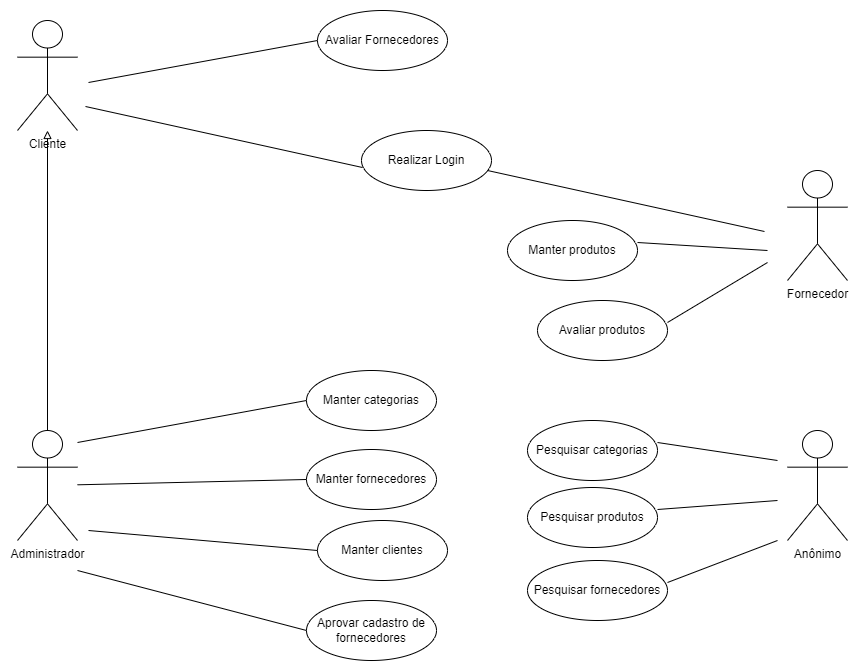 Avaliar Fornecedores
Cliente
Realizar Login
Manter produtos
Fornecedor
Avaliar produtos
Manter categorias
Pesquisar categorias
Manter fornecedores
Pesquisar produtos
Administrador
Manter clientes
Anônimo
Pesquisar fornecedores
Aprovar cadastro de
fornecedores